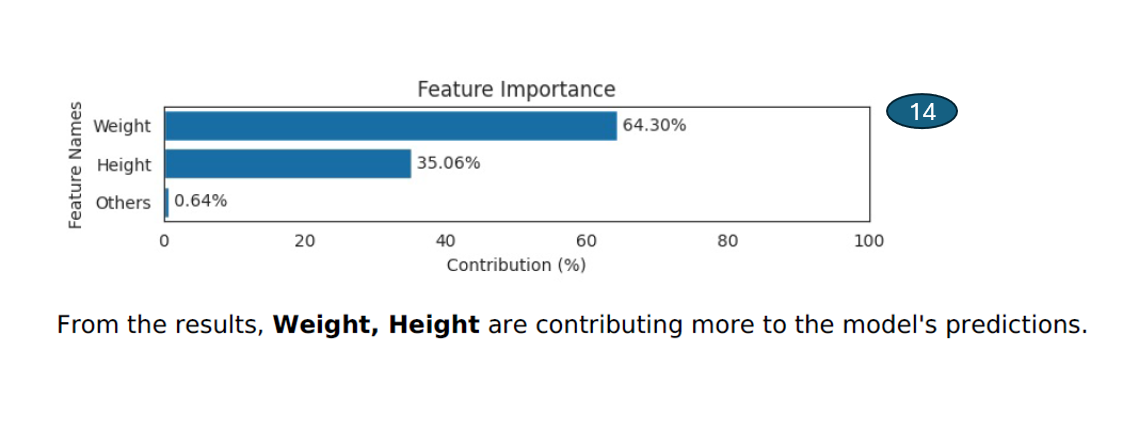 Feature Importance
14
Feature Names
Weight
64.30%
Height
35.06%
Others
0.64%
0 20 40 60 80 100
Contribution (%)
From the results, Weight, Height are contributing more to the model's predictions.